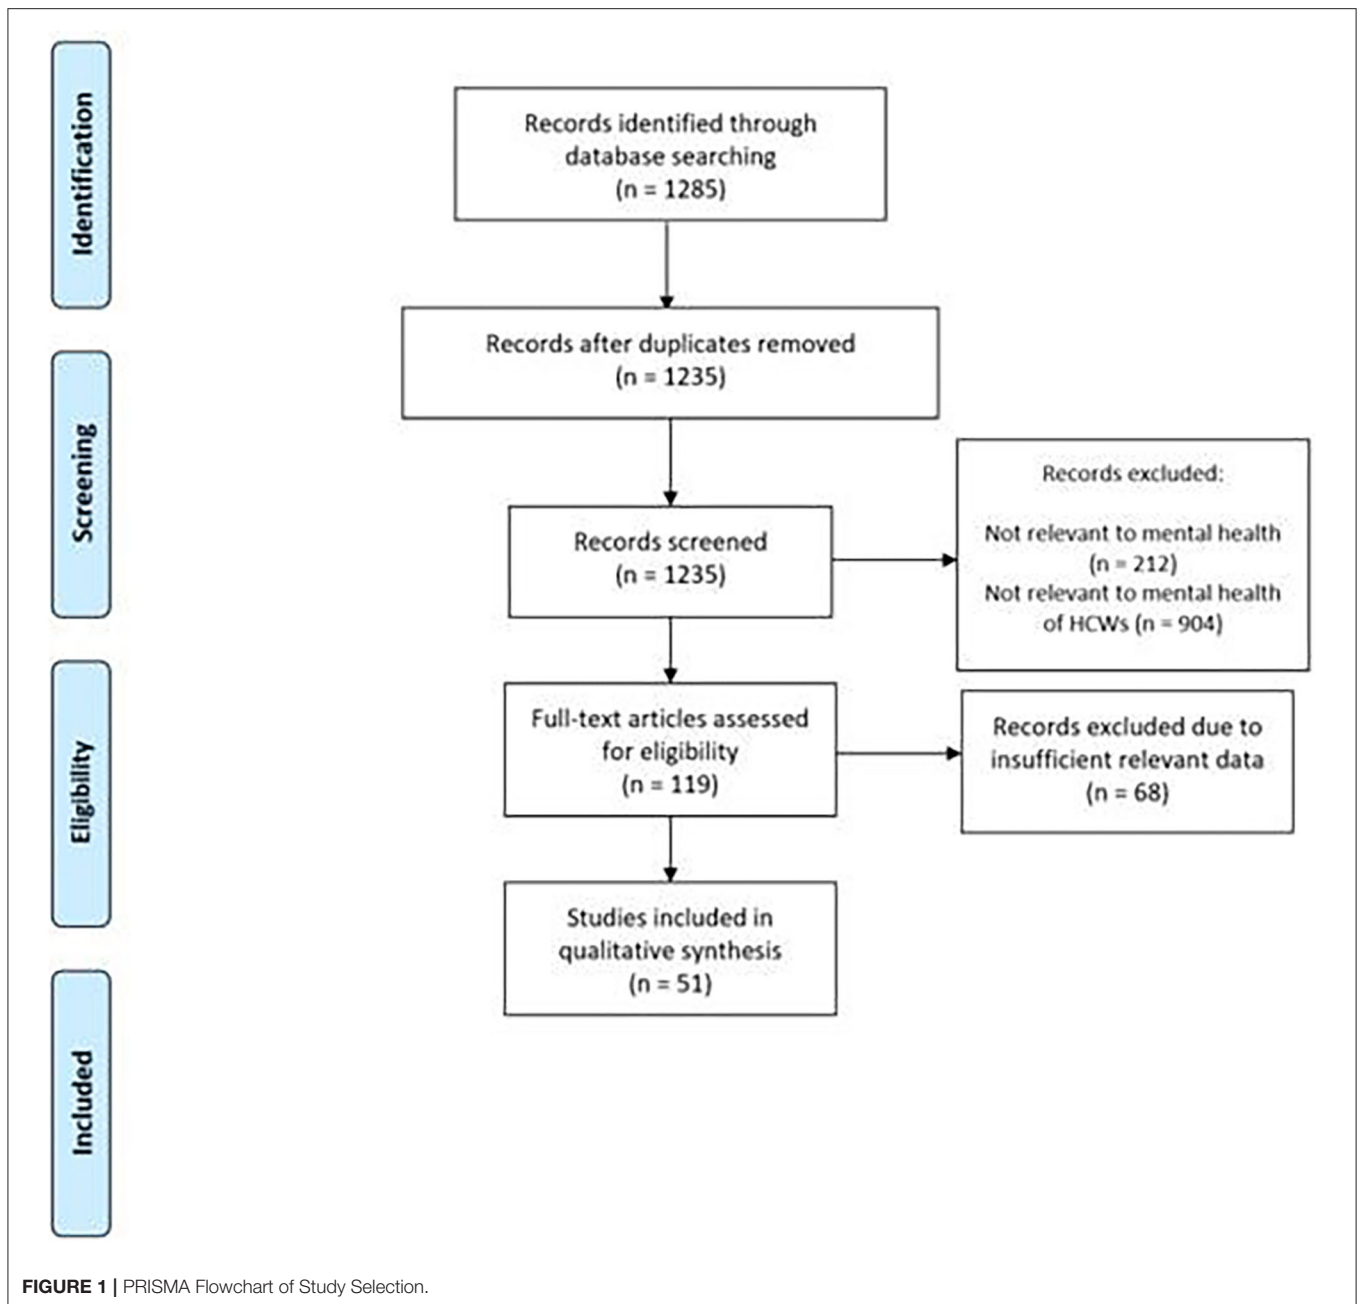 Identification
Records identified through
database searching
(n = 1285)
Records after duplicates removed
(n = 1235)
Screening
Records screened
(n = 1235)
Records excluded:
Not relevant to mental health
(n = 212)
Not relevant to mental health
of HCWs (n = 904)
Eligibility
Full-text articles assessed
for eligibility
(n = 119)
Records excluded due to
insufficient relevant data
(n = 68)
Studies included in
qualitative synthesis
(n = 51)
Included
FIGURE 1 | PRISMA Flowchart of Study Selection.